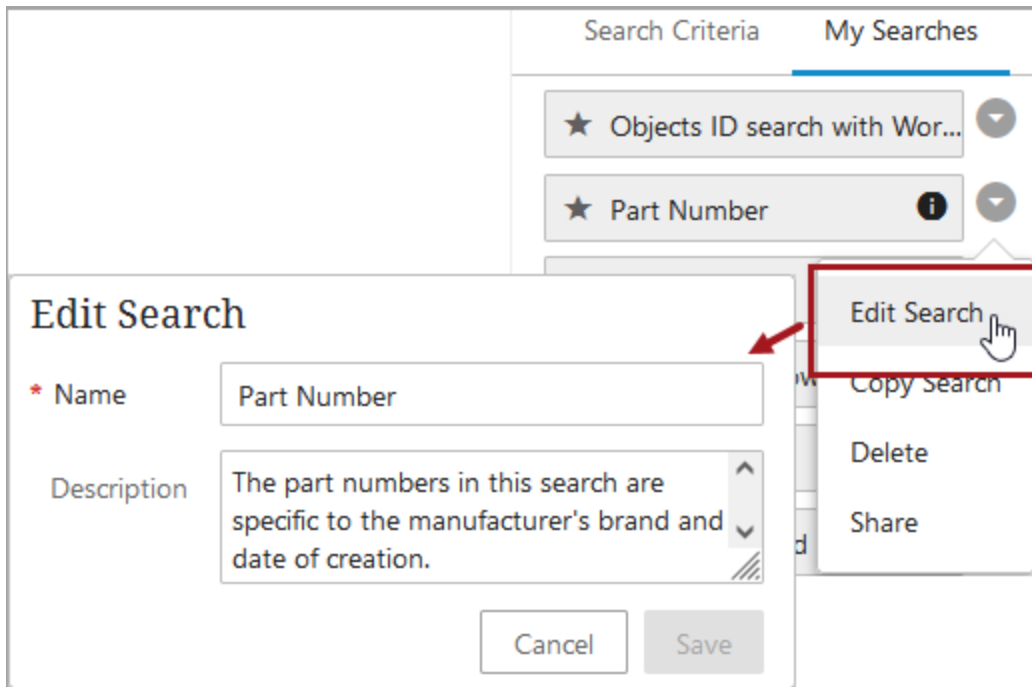 Search Criteria My Searches
★ Objects ID search with Wor...
★ Part Number
Edit Search
Copy Search
Delete
Share
Edit Search
* Name Part Number
Description
The part numbers in this search are
specific to the manufacturer's brand and
date of creation.
Cancel Save